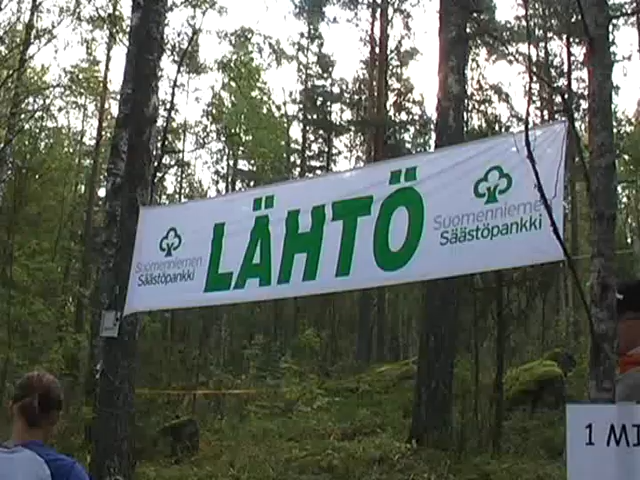 Suomenniemen
Säästöpankki
LÄHTÖ
Suomenniemen
Säästöpankki
1 MI